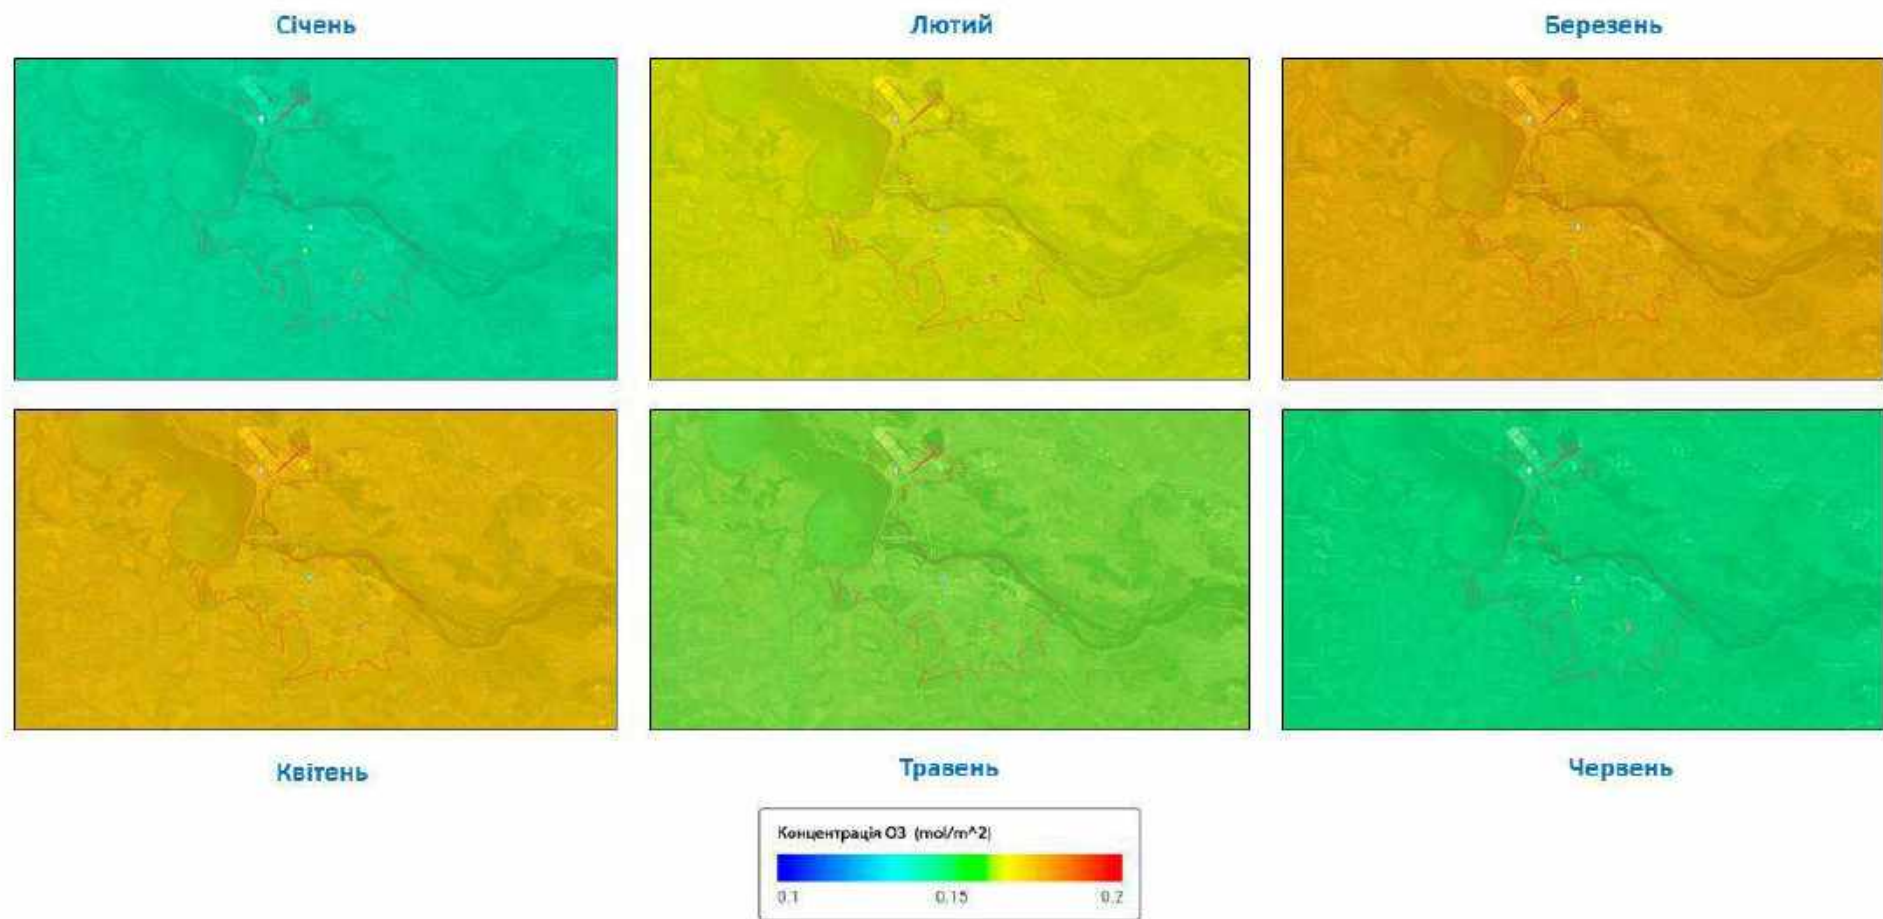 Січень
Лютий
Березень
Квітень
Травень
Червень
Концентрація O3 (mol/m^2)
0.1
0.15
0.2